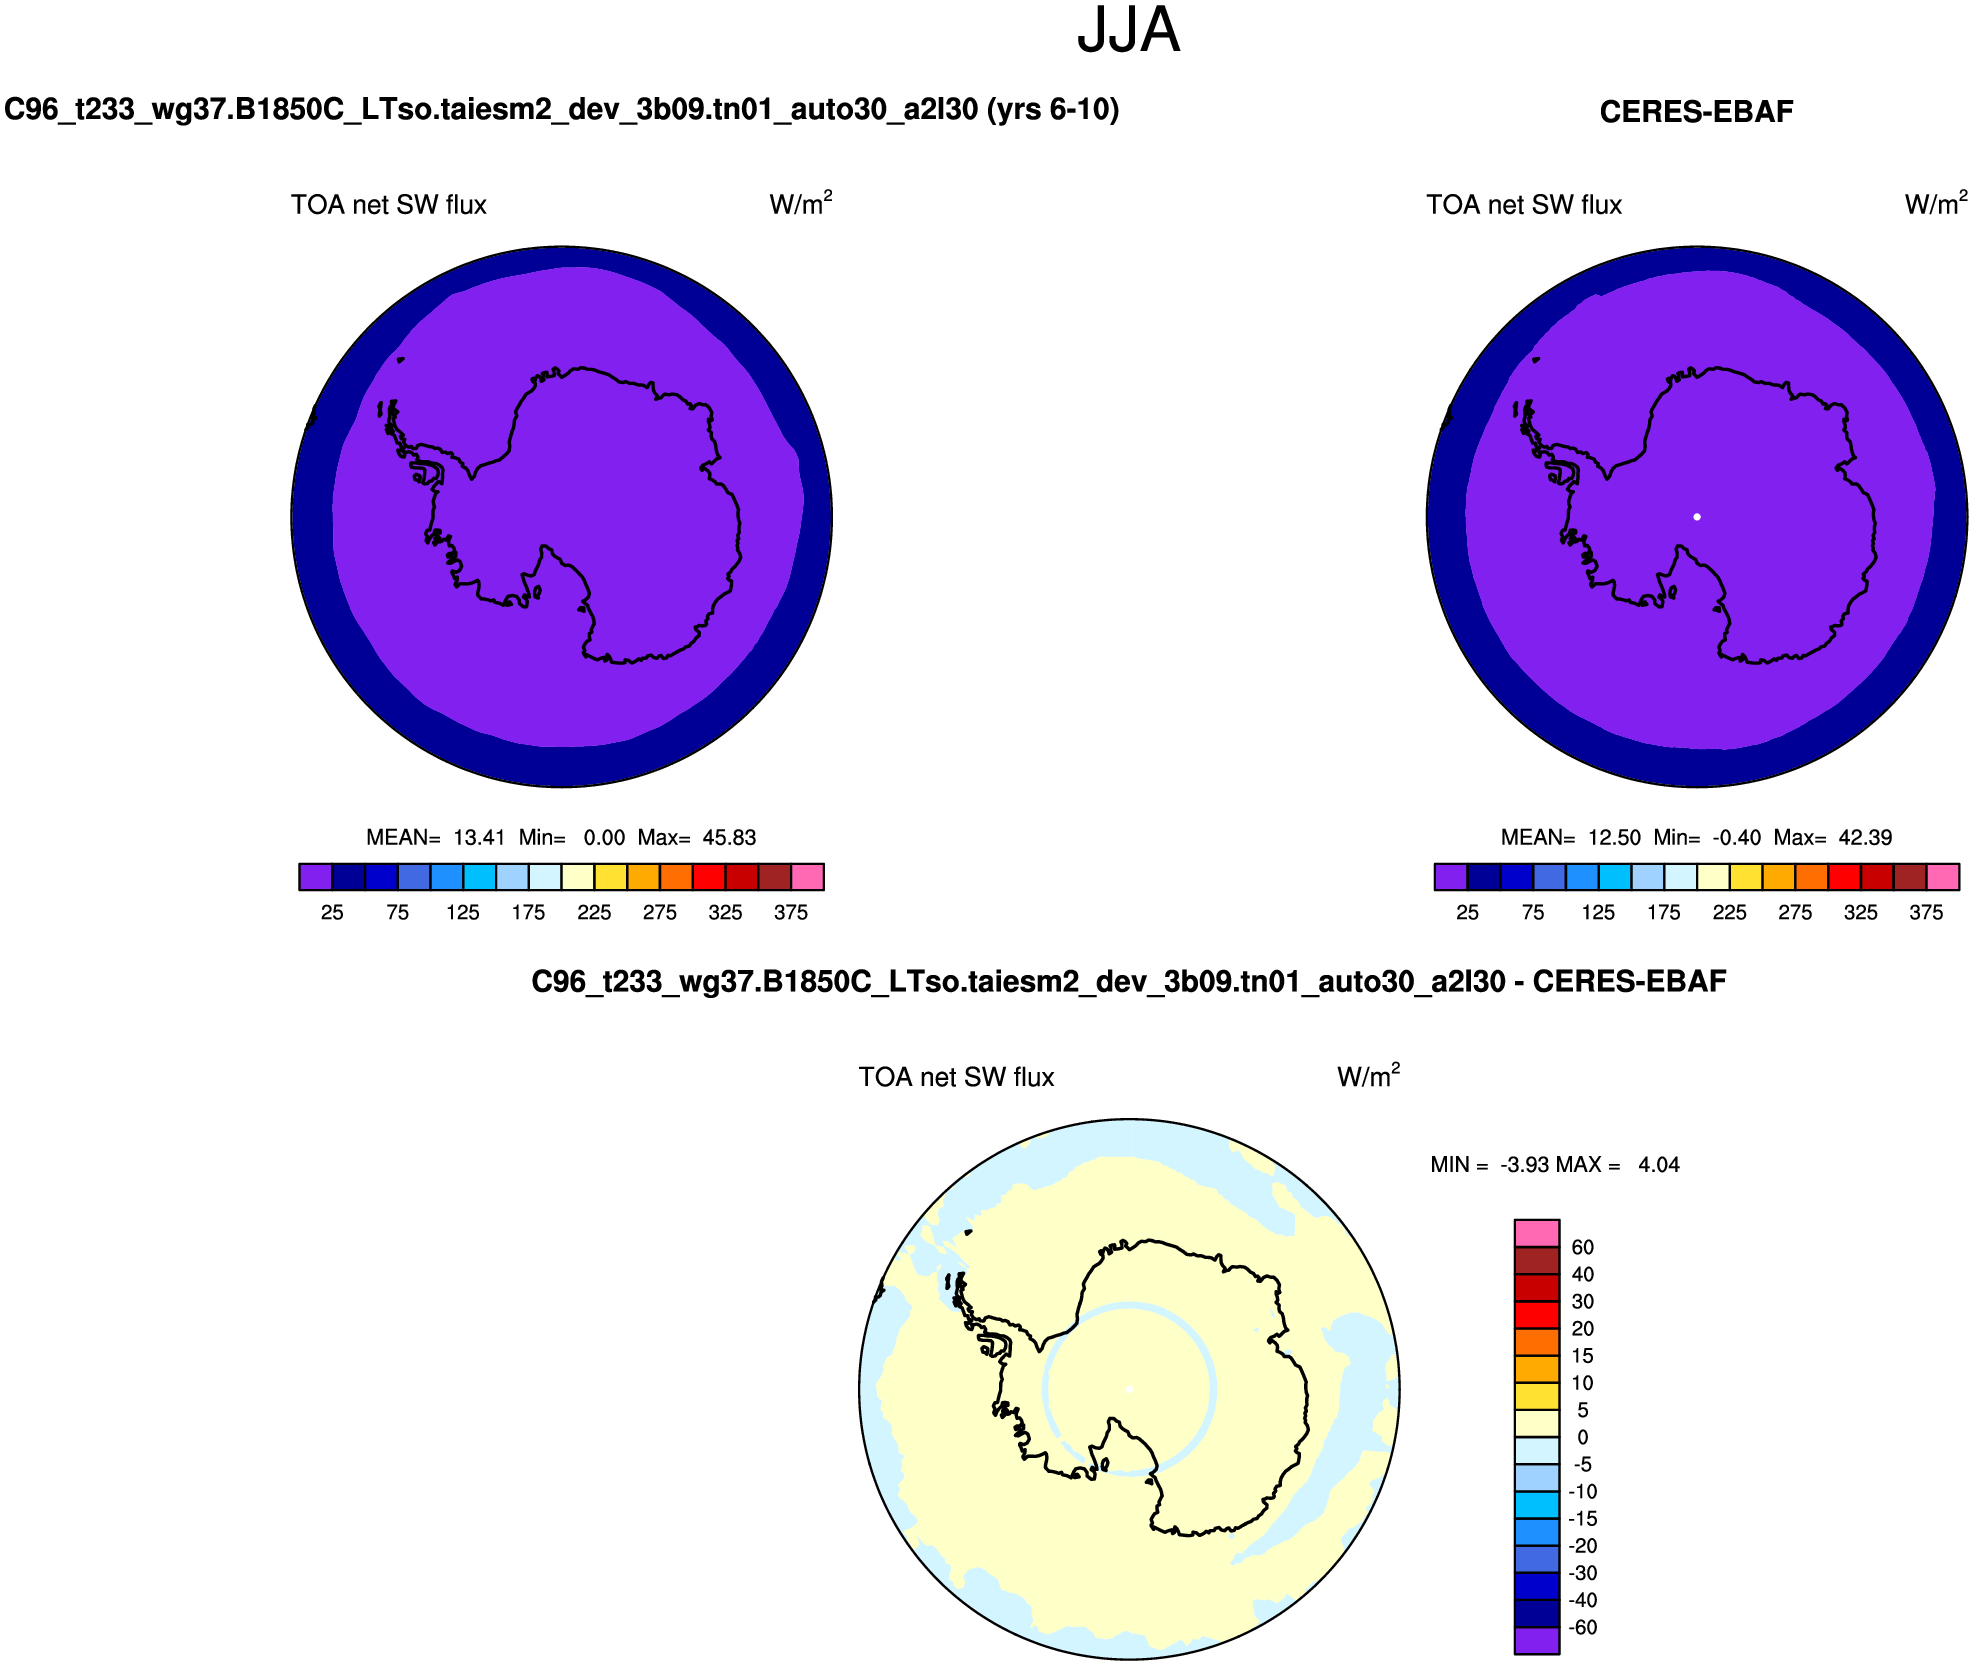 JJA
C96_t233_wg37.B1850C_LTso.taiesm2_dev_3b09.tn01_auto30_a2l30 (yrs 6-10)
CERES-EBAF
TOA net SW flux W/m2
TOA net SW flux W/m2
MEAN= 13.41 Min= 0.00 Max= 45.83
25 75 125 175 225 275 325 375
MEAN= 12.50 Min= -0.40 Max= 42.39
25 75 125 175 225 275 325 375
C96_t233_wg37.B1850C_LTso.taiesm2_dev_3b09.tn01_auto30_a2l30 - CERES-EBAF
TOA net SW flux W/m2
MIN = -3.93 MAX = 4.04
60
40
30
20
15
10
5
0
-5
-10
-15
-20
-30
-40
-60